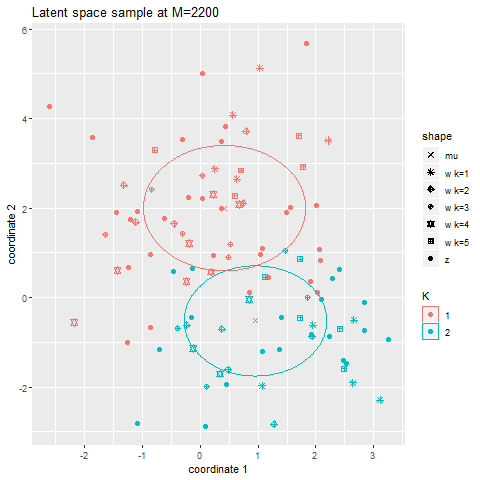 Latent space sample at M=2200
6
4
2
0
-2
-2
-1
0
1
2
3
coordinate 1
coordinate 2
shape
mu
w k=1
w k=2
w k=3
w k=4
w k=5
z
K
1
2